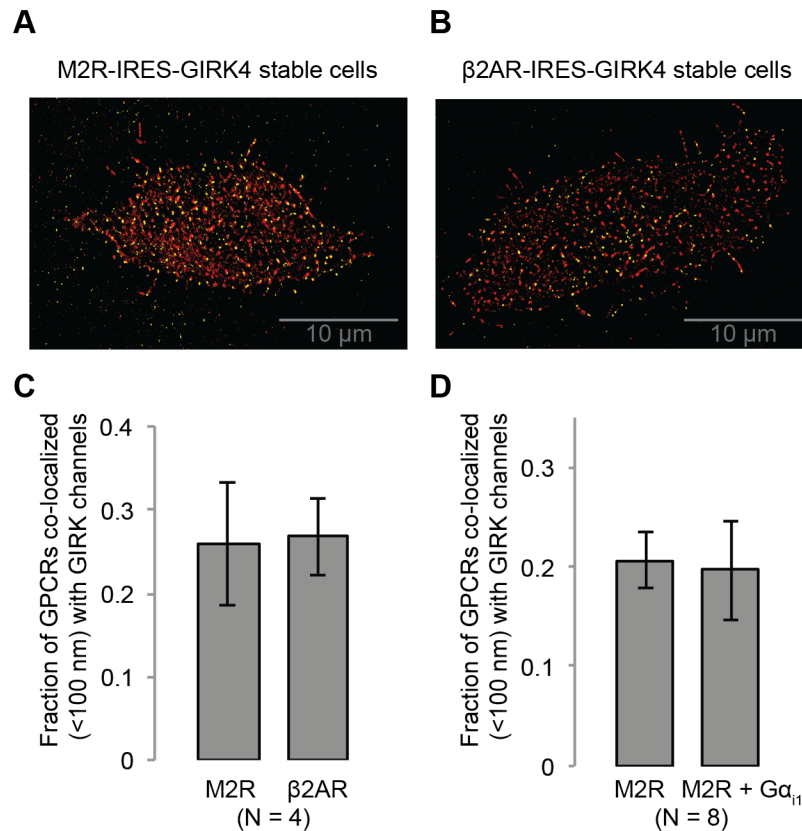 A
M2R-IRES-GIRK4 stable cells
10 µm
B
β2AR-IRES-GIRK4 stable cells
10 µm
C
Fraction of GPCRs co-localized
(<100 nm) with GIRK channels
0.4
0.3
0.2
0.1
0
M2R β2AR
(N = 4)
D
Fraction of GPCRs co-localized
(<100 nm) with GIRK channels
0.3
0.2
0.1
0
M2R M2R + Gαi1
(N = 8)